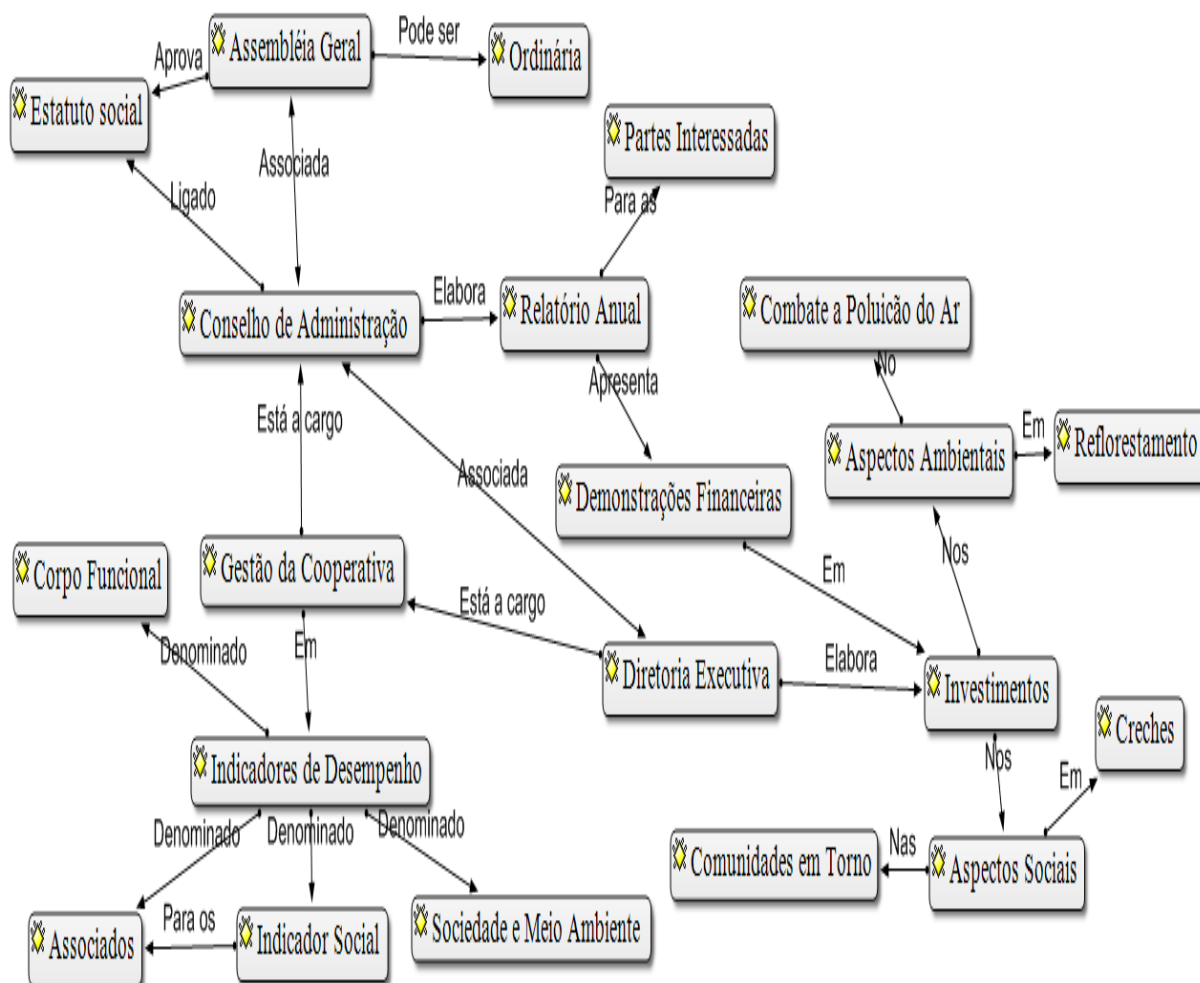 Assembléia Geral
Pode ser
Ordinária
Aprova
Estatuto social
Partes Interessadas
Associada
Ligado
Para as
Elabora
Conselho de Administração
Relatório Anual
Combate a Poluicão do Ar
No
Apresenta
Está a cargo
Em
Aspectos Ambientais
Reflorestamento
Associada
Demonstrações Financeiras
Nos
Corpo Funcional
Gestão da Cooperativa
Em
Está a cargo
Denominado
Em
Elabora
Diretoria Executiva
Investimentos
Creches
Nos
Em
Indicadores de Desempenho
Denominado
Denominado
Denominado
Comunidades em Torno
Nas
Aspectos Sociais
Para os
Associados
Indicador Social
Sociedade e Meio Ambiente